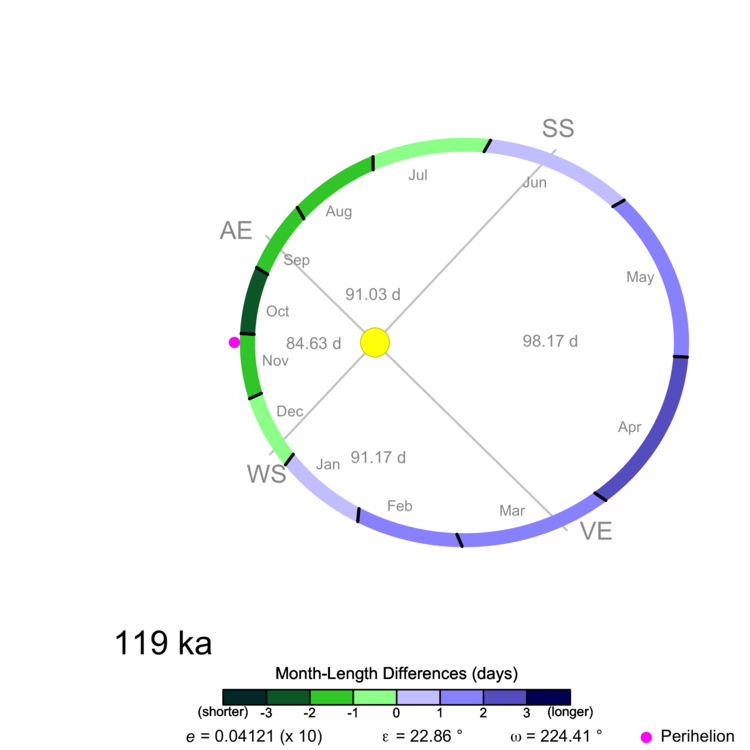 SS
Jul
Jun
Aug
AE
Sep
May
91.03 d
Oct
84.63 d
98.17 d
Nov
Dec
Apr
WS
Jan
91.17 d
Feb
Mar
VE
119 ka
Month-Length Differences (days)
(shorter) -3 -2 -1 0 1 2 3 (longer)
e = 0.04121 (x 10) ε = 22.86 ° ω = 224.41 ° Perihelion